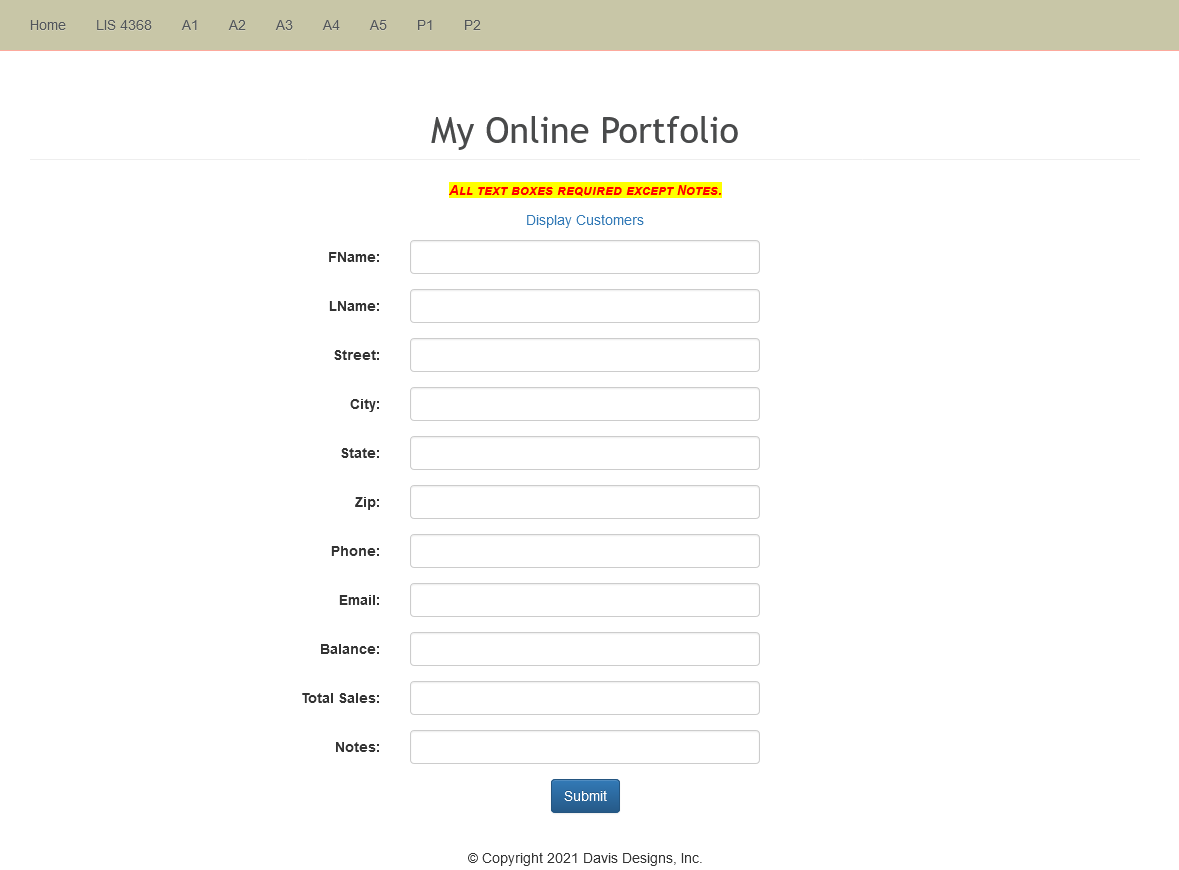 Home LIS 4368 A1 A2 A3 A4 A5 P1 P2
My Online Portfolio
All text boxes required except Notes.
Display Customers
FName:
LName:
Street:
City:
State:
Zip:
Phone:
Email:
Balance:
Total Sales:
Notes:
Submit
© Copyright 2021 Davis Designs, Inc.